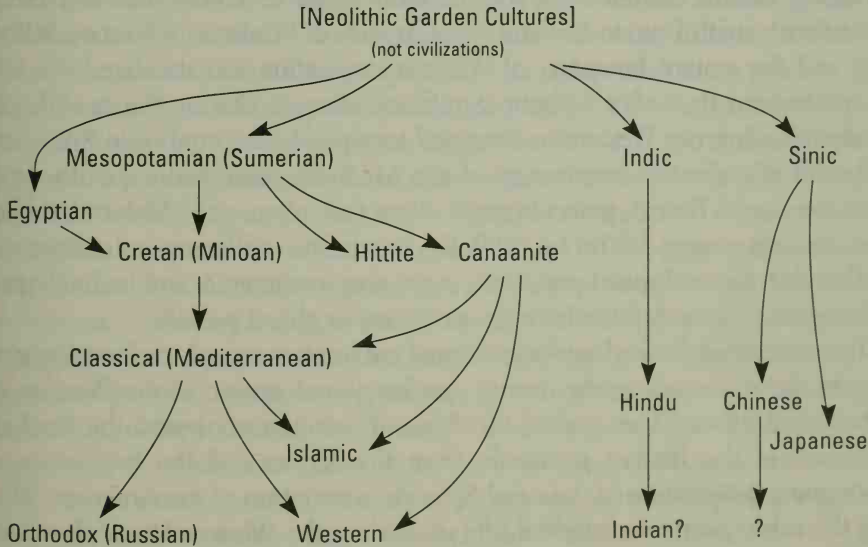 [Neolithic Garden Cultures]
(not civilizations)
Mesopotamian (Sumerian)
Indic
Sinic
Egyptian
Cretan (Minoan)
Hittite
Canaanite
Classical (Mediterranean)
Hindu
Chinese
Japanese
Islamic
Orthodox (Russian)
Western
Indian?
?